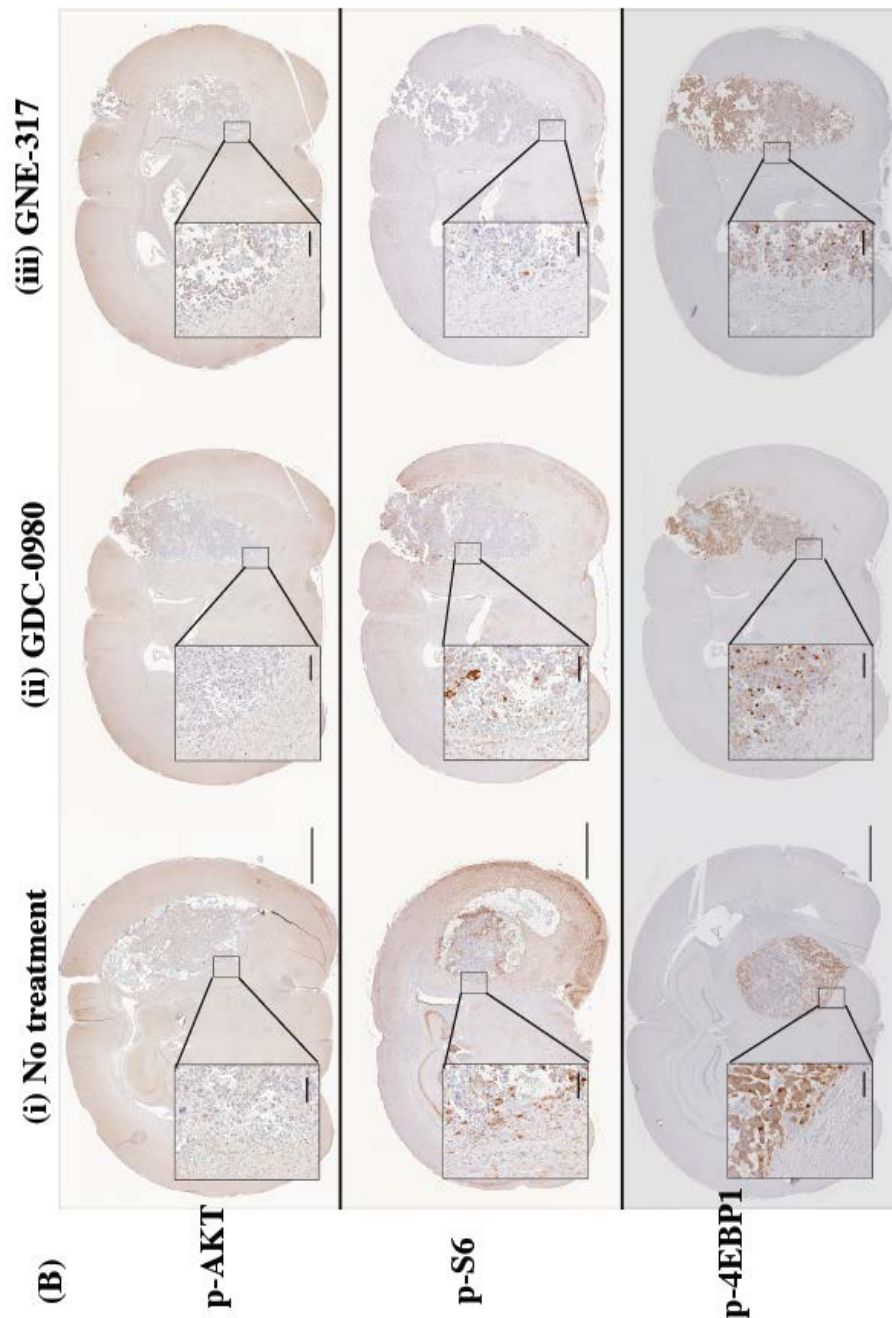 (B)
(i) No treatment
(ii) GDC-0980
(iii) GNE-317
p-AKT
p-S6
p-4EBP1